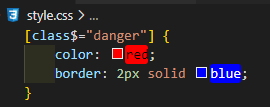 style.css > ...
[class$="danger"] {
color: red;
border: 2px solid blue;
}